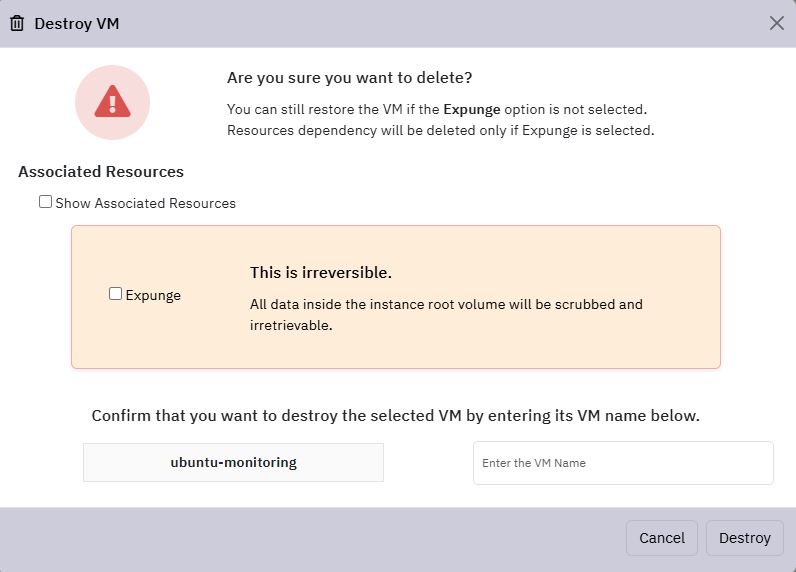 Destroy VM
Are you sure you want to delete?
You can still restore the VM if the Expunge option is not selected.
Resources dependency will be deleted only if Expunge is selected.
Associated Resources
Show Associated Resources
This is irreversible.
Expunge
All data inside the instance root volume will be scrubbed and
irretrievable.
Confirm that you want to destroy the selected VM by entering its VM name below.
ubuntu-monitoring
Enter the VM Name
Cancel
Destroy